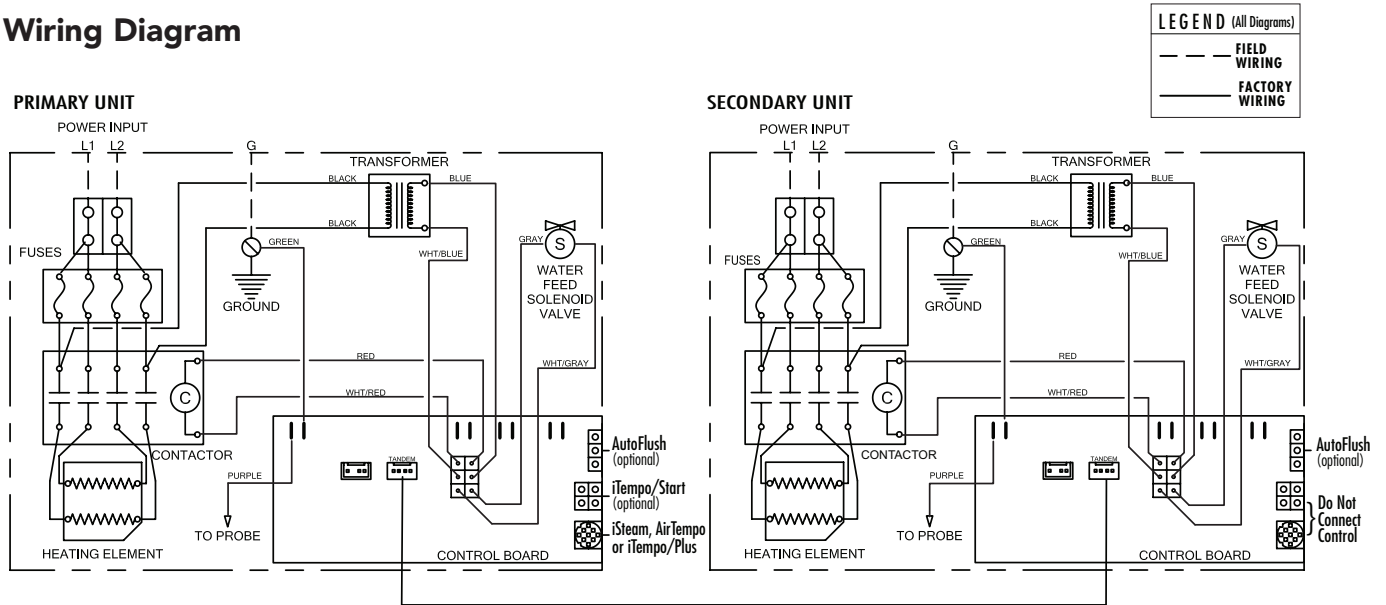 Wiring Diagram
LEGEND (All Diagrams)
FIELD
WIRING
FACTORY
WIRING
PRIMARY UNIT
POWER INPUT
L1 L2 G
TRANSFORMER
BLACK BLUE
BLACK
GREEN
WHT/BLUE
GRAY S
FUSES
GROUND
WATER
FEED
SOLENOID
VALVE
RED
WHT/GRAY
WHT/RED
C
CONTACTOR
TANDEM
PURPLE
TO PROBE
HEATING ELEMENT
CONTROL BOARD
AutoFlush
(optional)
iTempo/Start
(optional)
iSteam, AirTempo
or iTempo/Plus
SECONDARY UNIT
POWER INPUT
L1 L2 G
TRANSFORMER
BLACK BLUE
BLACK
GREEN
WHT/BLUE
GRAY S
FUSES
GROUND
WATER
FEED
SOLENOID
VALVE
RED
WHT/GRAY
WHT/RED
C
CONTACTOR
TANDEM
PURPLE
TO PROBE
HEATING ELEMENT
CONTROL BOARD
AutoFlush
(optional)
Do Not
Connect
Control